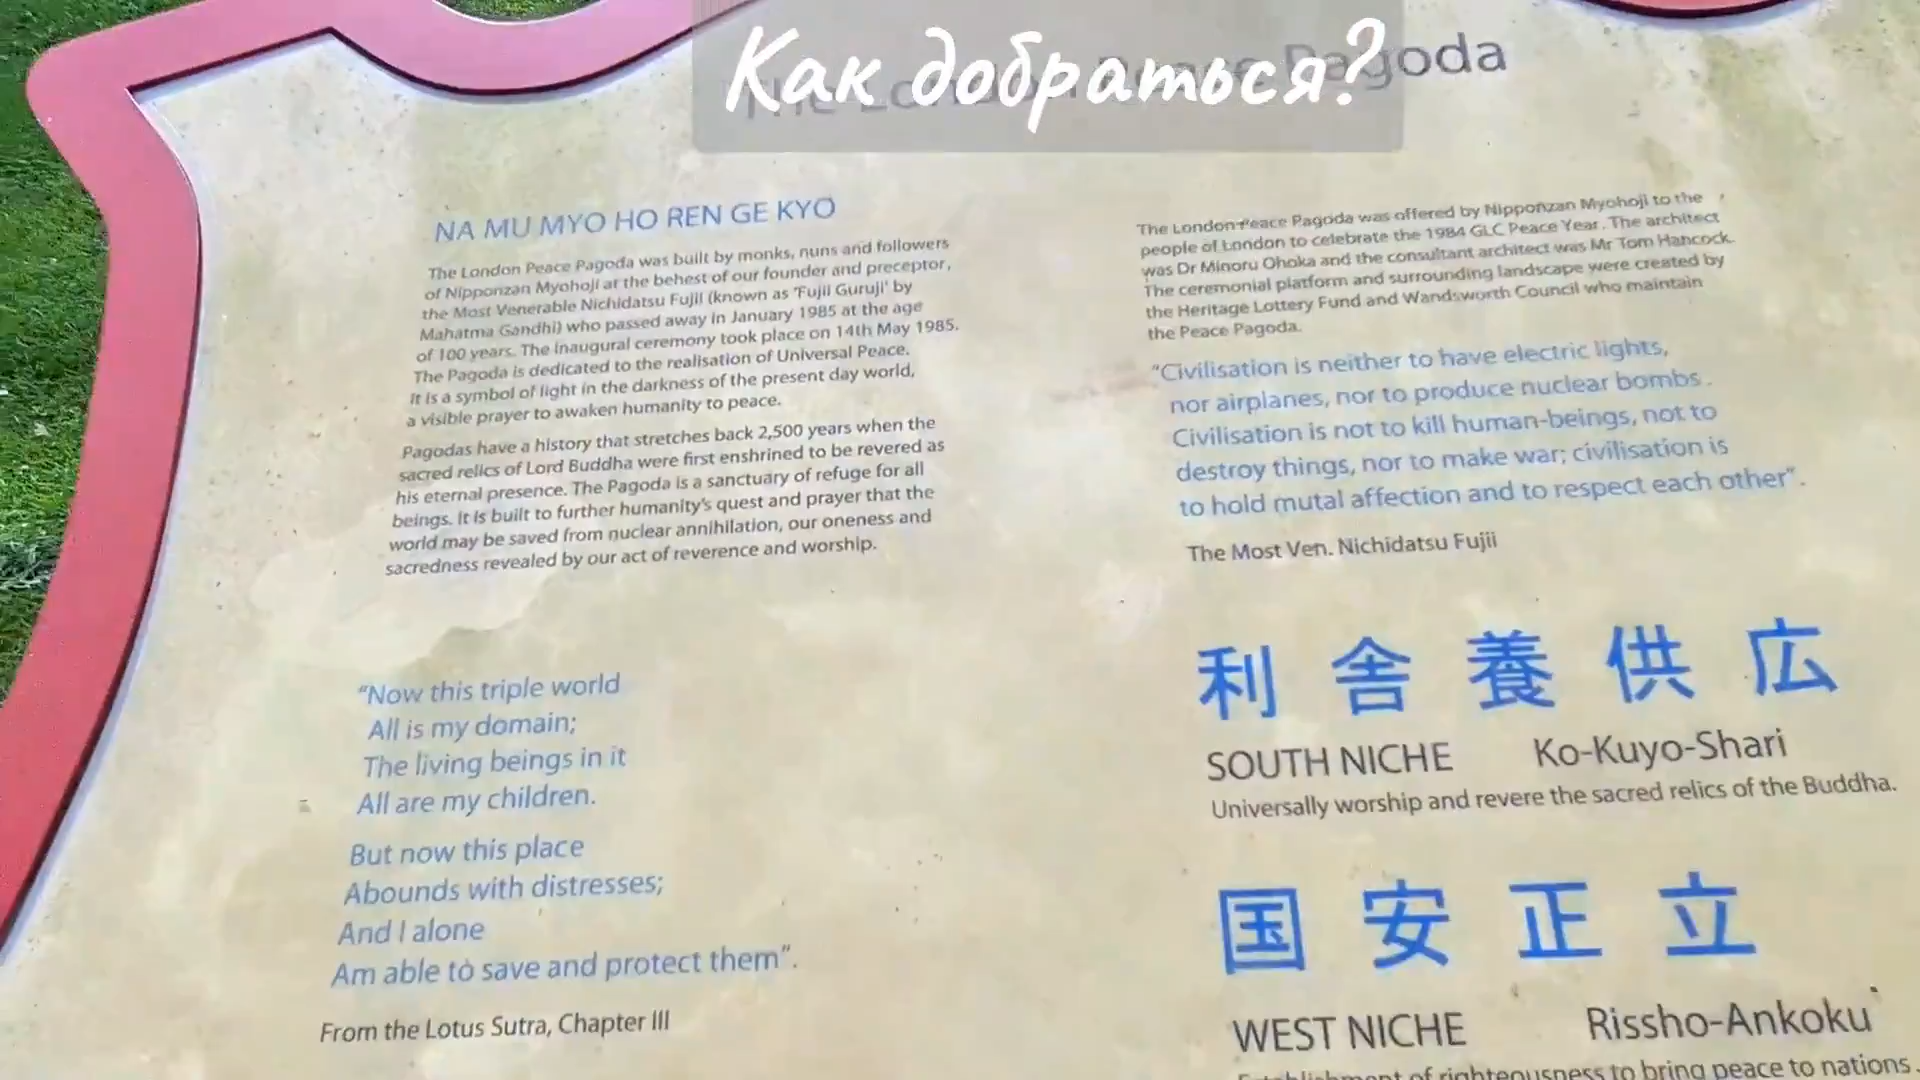 Как добраться?
The London Peace Pagoda
NA MU MYO HO REN GE KYO
The London Peace Pagoda was built by monks, nuns and followers
of Nipponzan Myohoji at the behest of our founder and preceptor,
the Most Venerable Nichidatsu Fujii (known as 'Fujii Guruji' by
Mahatma Gandhi) who passed away in January 1985 at the age
of 100 years. The inaugural ceremony took place on 14th May 1985.
The Pagoda is dedicated to the realisation of Universal Peace.
It is a symbol of light in the darkness of the present day world,
a visible prayer to awaken humanity to peace.
Pagodas have a history that stretches back 2,500 years when the
sacred relics of Lord Buddha were first enshrined to be revered as
his eternal presence. The Pagoda is a sanctuary of refuge for all
beings. It is built to further humanity's quest and prayer that the
world may be saved from nuclear annihilation, our oneness and
sacredness revealed by our act of reverence and worship.
"Now this triple world
All is my domain;
The living beings in it
All are my children.
But now this place
Abounds with distresses;
And I alone
Am able to save and protect them".
From the Lotus Sutra, Chapter III
The London Peace Pagoda was offered by Nipponzan Myohoji to the
people of London to celebrate the 1984 GLC Peace Year. The architect
was Dr Minoru Ohoka and the consultant architect was Mr Tom Hancock.
The ceremonial platform and surrounding landscape were created by
the Heritage Lottery Fund and Wandsworth Council who maintain
the Peace Pagoda.
"Civilisation is neither to have electric lights,
nor airplanes, nor to produce nuclear bombs.
Civilisation is not to kill human-beings, not to
destroy things, nor to make war; civilisation is
to hold mutal affection and to respect each other".
The Most Ven. Nichidatsu Fujii
利舎養供広
SOUTH NICHE Ko-Kuyo-Shari
Universally worship and revere the sacred relics of the Buddha.
国安正立
WEST NICHE Rissho-Ankoku
Establishment of righteousness to bring peace to nations.